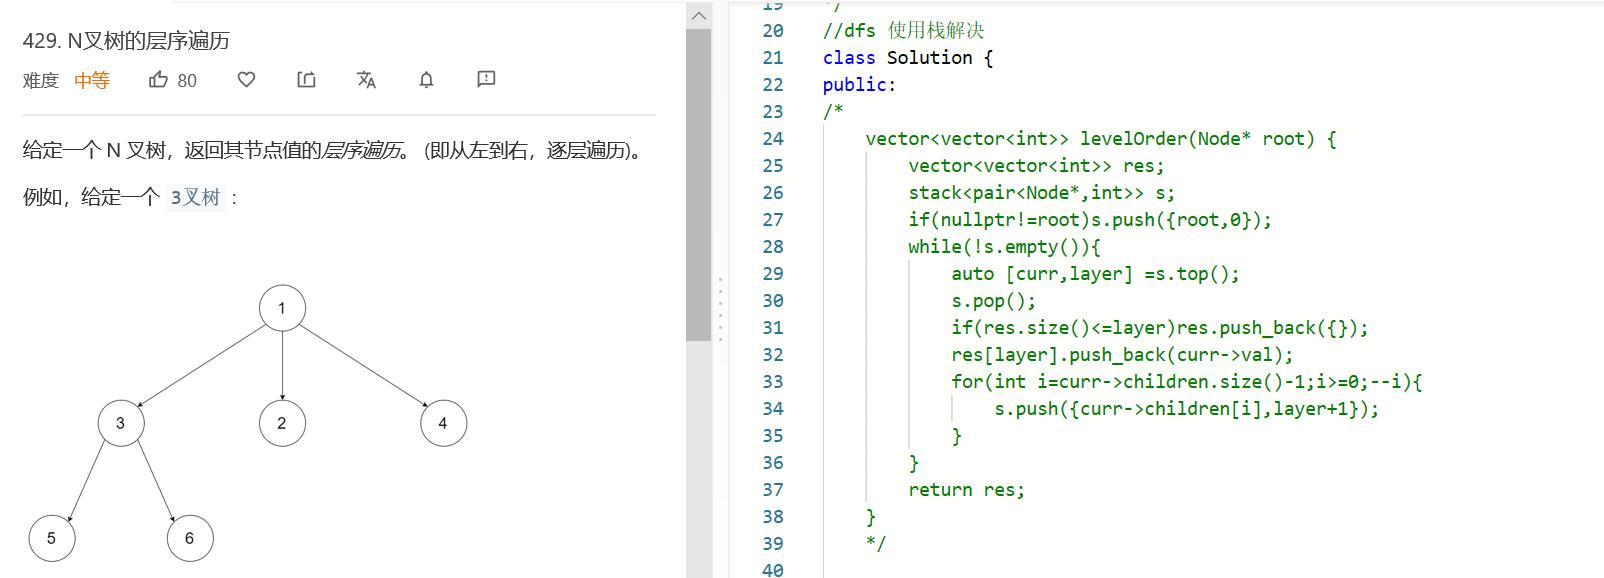 429. N叉树的层序遍历
难度 中等 80
给定一个 N 叉树，返回其节点值的层序遍历。 (即从左到右，逐层遍历)。
例如，给定一个 3叉树 :
1
3 2 4
5 6
19 */
20 //dfs 使用栈解决
21 class Solution {
22 public:
23 /*
24 vector<vector<int>> levelOrder(Node* root) {
25 vector<vector<int>> res;
26 stack<pair<Node*,int>> s;
27 if(nullptr!=root)s.push({root,0});
28 while(!s.empty()){
29 auto [curr,layer] =s.top();
30 s.pop();
31 if(res.size()<=layer)res.push_back({});
32 res[layer].push_back(curr->val);
33 for(int i=curr->children.size()-1;i>=0;--i){
34 s.push({curr->children[i],layer+1});
35 }
36 }
37 return res;
38 }
39 */
40